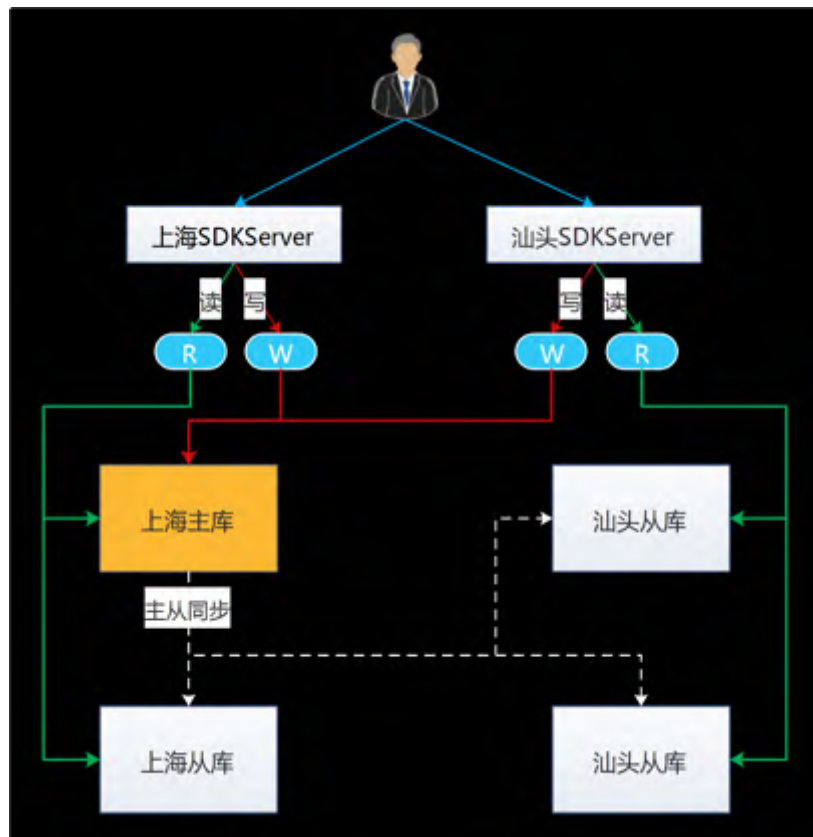 上海SDKServer
汕头SDKServer
读
写
写
读
R
W
W
R
上海主库
汕头从库
主从同步
上海从库
汕头从库